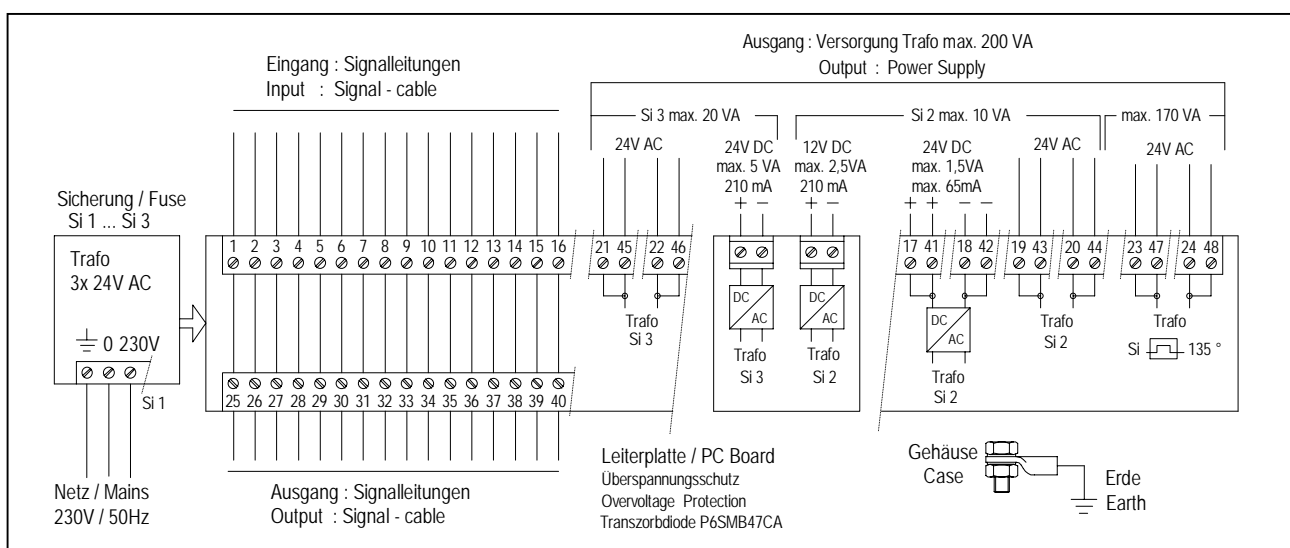 Ausgang : Versorgung Trafo max. 200 VA
Output : Power Supply
Eingang : Signalleitungen
Input : Signal - cable
Si 3 max. 20 VA
Si 2 max. 10 VA
max. 170 VA
24V AC
24V DC
max. 5 VA
210 mA
+ −
12V DC
max. 2,5VA
210 mA
+ −
24V DC
max. 1,5VA
max. 65mA
+ + − −
24V AC
24V AC
Sicherung / Fuse
Si 1 ... Si 3
Trafo
3x 24V AC
0 230V
Si 1
1 2 3 4 5 6 7 8 9 10 11 12 13 14 15 16
21 45 22 46
17 41 18 42 19 43 20 44 23 47 24 48
Trafo
Si 3
DC
AC
Trafo
Si 3
DC
AC
Trafo
Si 2
DC
AC
Trafo
Si 2
Trafo
Si 2
Trafo
Si 135 °
25 26 27 28 29 30 31 32 33 34 35 36 37 38 39 40
Netz / Mains
230V / 50Hz
Ausgang : Signalleitungen
Output : Signal - cable
Leiterplatte / PC Board
Überspannungsschutz
Overvoltage Protection
Transzorbdiode P6SMB47CA
Gehäuse
Case
Erde
Earth